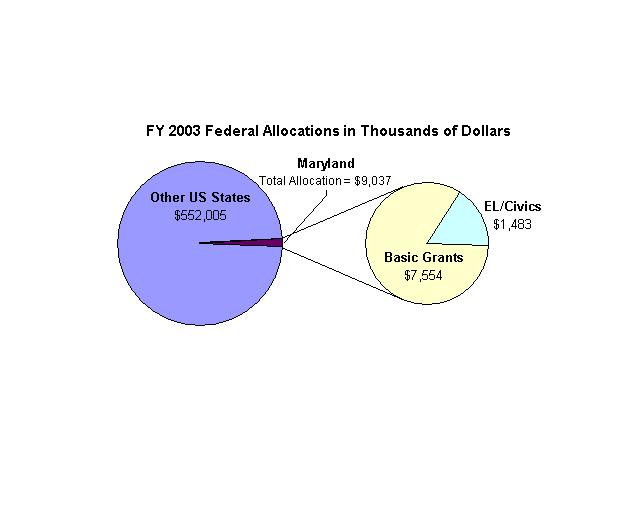 FY 2003 Federal Allocations in Thousands of Dollars
Maryland
Total Allocation = $9,037
Other US States
$552,005
EL/Civics
$1,483
Basic Grants
$7,554